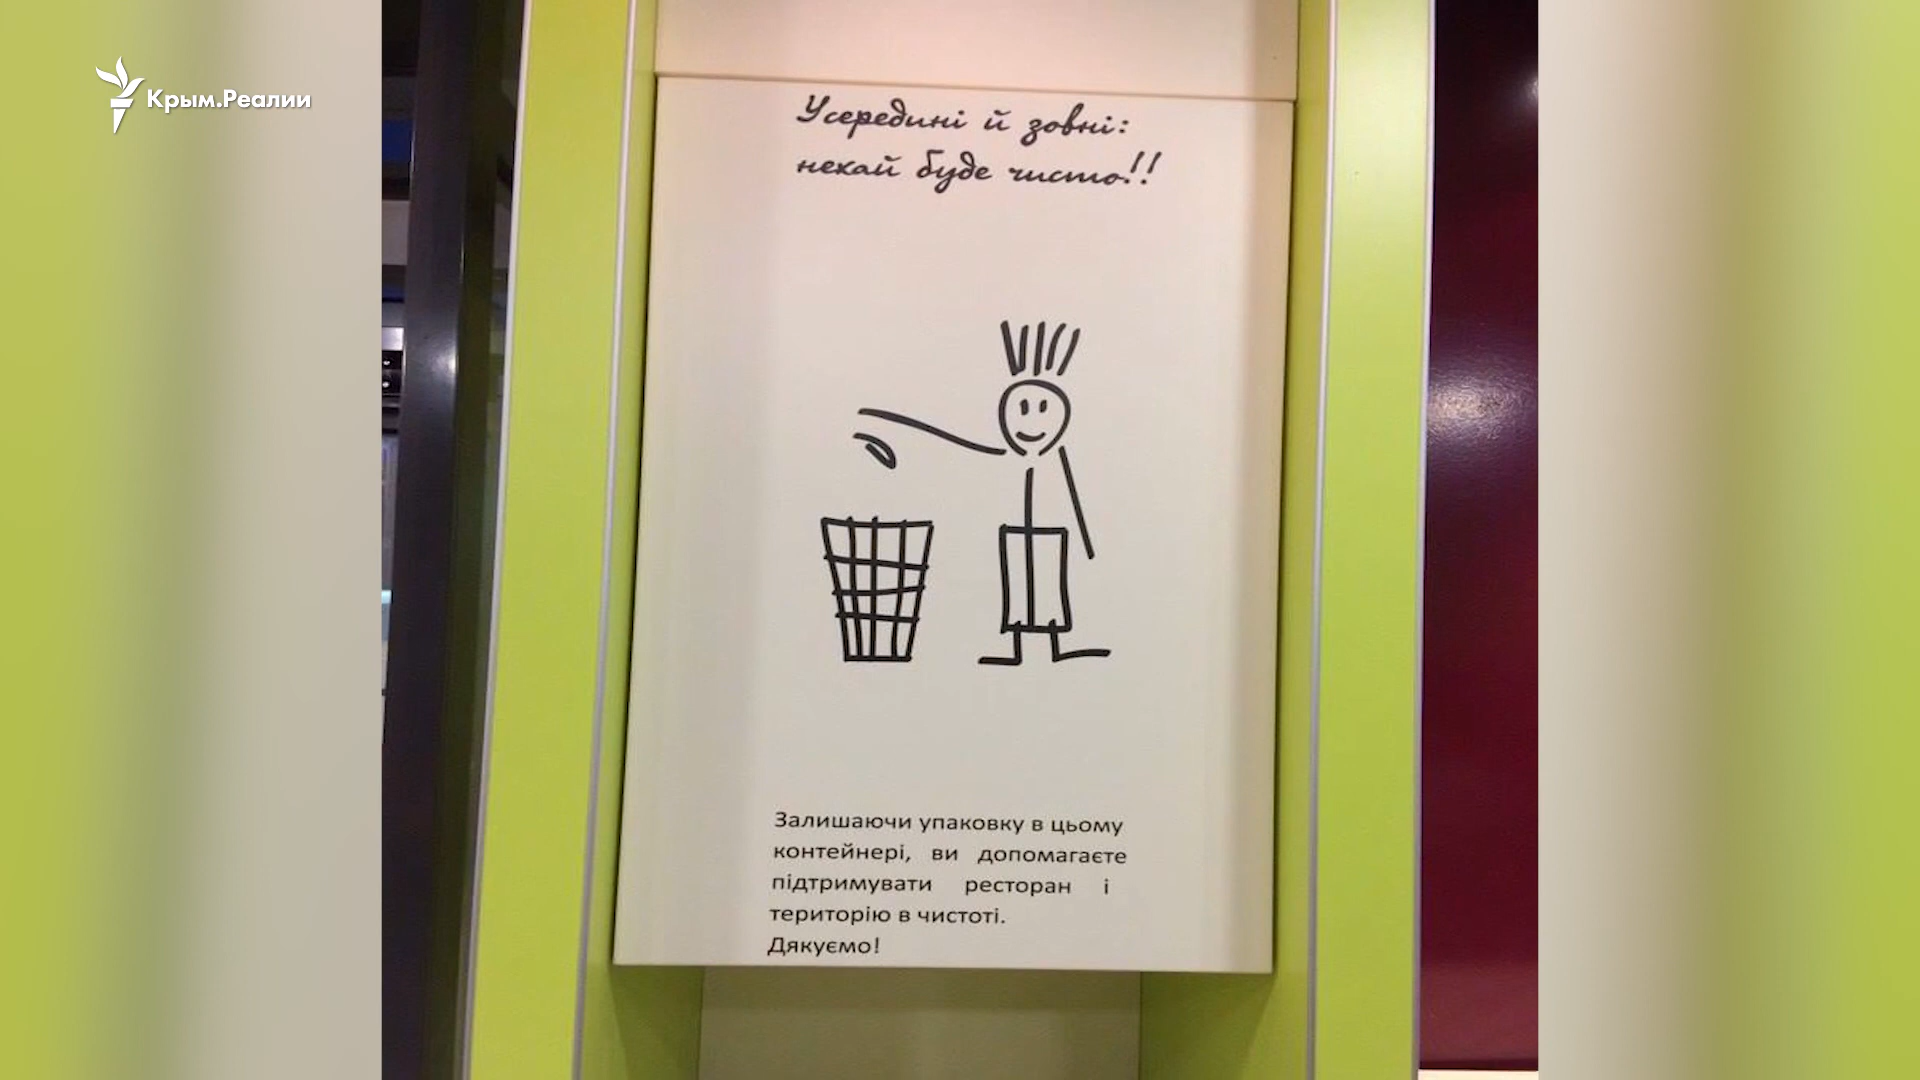 Крым.Реалии
Усередині й зовні:
нехай буде чисто!!
Залишаючи упаковку в цьому
контейнері, ви допомагаєте
підтримувати ресторан і
територію в чистоті.
Дякуємо!